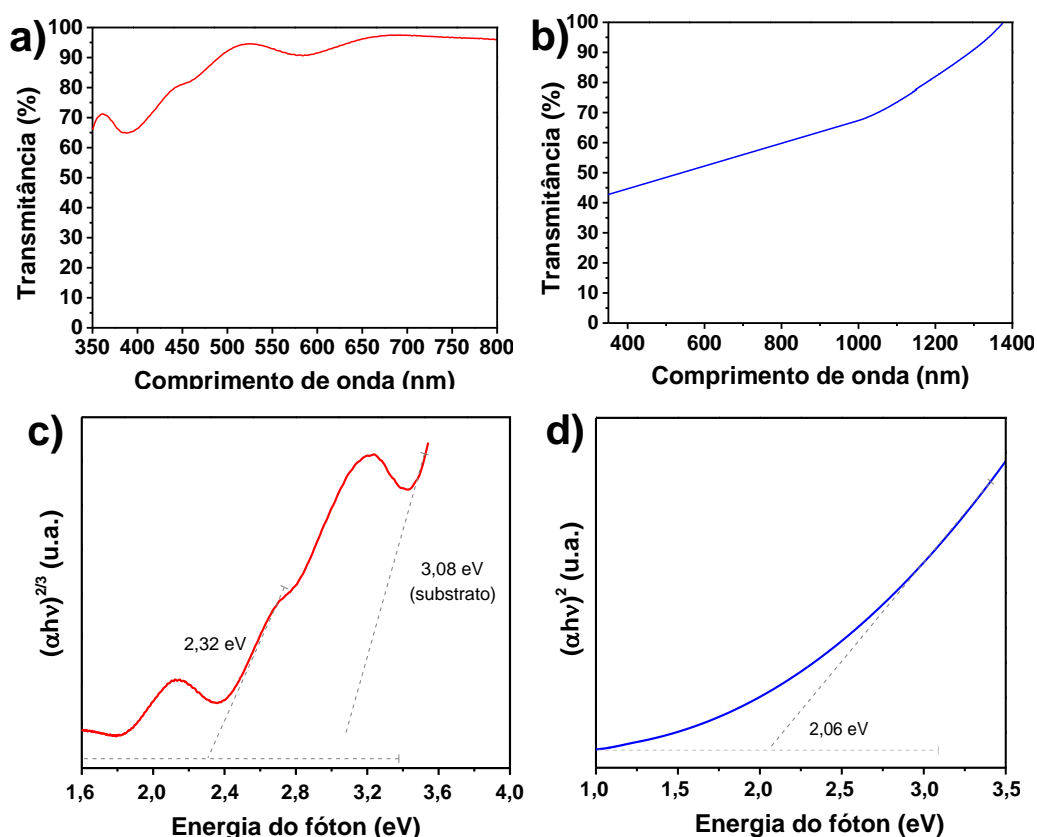 a)
Transmitância (%)
100
90
80
70
60
50
40
30
20
10
0
350 400 450 500 550 600 650 700 750 800
Comprimento de onda (nm)
b)
Transmitância (%)
100
90
80
70
60
50
40
30
20
10
0
400 600 800 1000 1200 1400
Comprimento de onda (nm)
c)
(αhν)2/3 (u.a.)
2,32 eV
3,08 eV
(substrato)
1,6 2,0 2,4 2,8 3,2 3,6 4,0
Energia do fóton (eV)
d)
(αhν)2 (u.a.)
2,06 eV
1,0 1,5 2,0 2,5 3,0 3,5
Energia do fóton (eV)